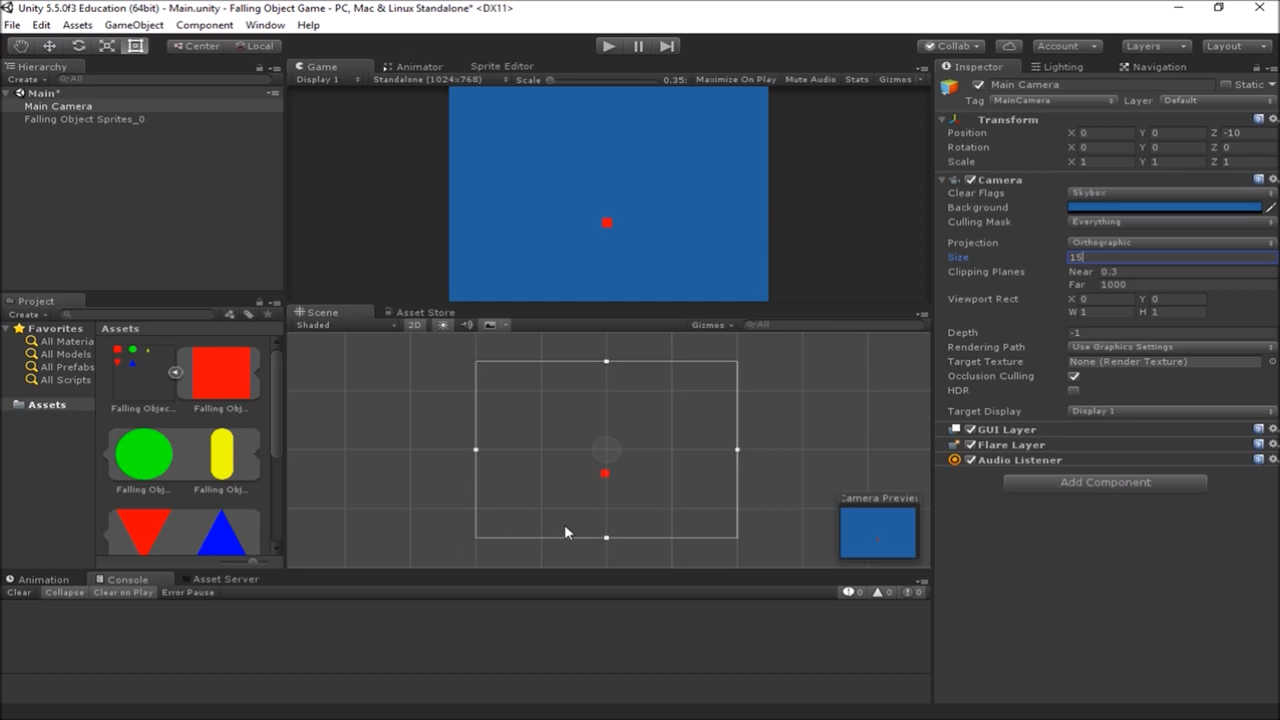 Unity 5.5.0f3 Education (64bit) - Main.unity - Falling Object Game - PC, Mac & Linux Standalone* <DX11>
File Edit Assets GameObject Component Window Help
Center Local Collab Account Layers Layout
Hierarchy
Create All
Main*
Main Camera
Falling Object Sprites_0
Game Animator Sprite Editor
Display 1 Standalone (1024x768) Scale 0.35: Maximize On Play Mute Audio Stats Gizmos
Project
Create
Favorites
All Materia
All Models
All Prefabs
All Scripts
Assets
Assets
Falling Objec... Falling Obj...
Falling Obj... Falling Obj...
Scene Asset Store
Shaded 2D Gizmos All
Camera Preview
Animation Console Asset Server
Clear Collapse Clear on Play Error Pause 0 0 0
Inspector Lighting Navigation
Main Camera Static
Tag MainCamera Layer Default
Transform
Position X 0 Y 0 Z -10
Rotation X 0 Y 0 Z 0
Scale X 1 Y 1 Z 1
Camera
Clear Flags Skybox
Background
Culling Mask Everything
Projection Orthographic
Size 15
Clipping Planes Near 0.3
Far 1000
Viewport Rect X 0 Y 0
W 1 H 1
Depth -1
Rendering Path Use Graphics Settings
Target Texture None (Render Texture)
Occlusion Culling
HDR
Target Display Display 1
GUI Layer
Flare Layer
Audio Listener
Add Component